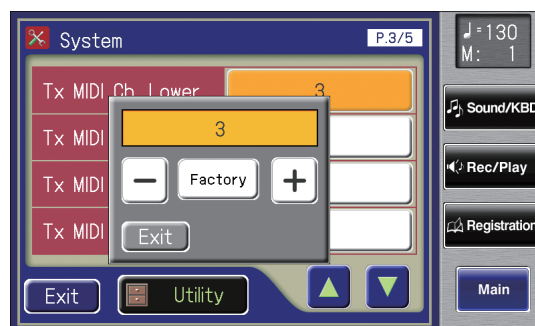 System
P.3/5
♩=130
M: 1
Tx MIDI Ch Lower
3
Tx MIDI
3
Tx MIDI
− Factory +
Tx MIDI
Exit
Sound/KBD
Rec/Play
Registration
Main
Exit
Utility